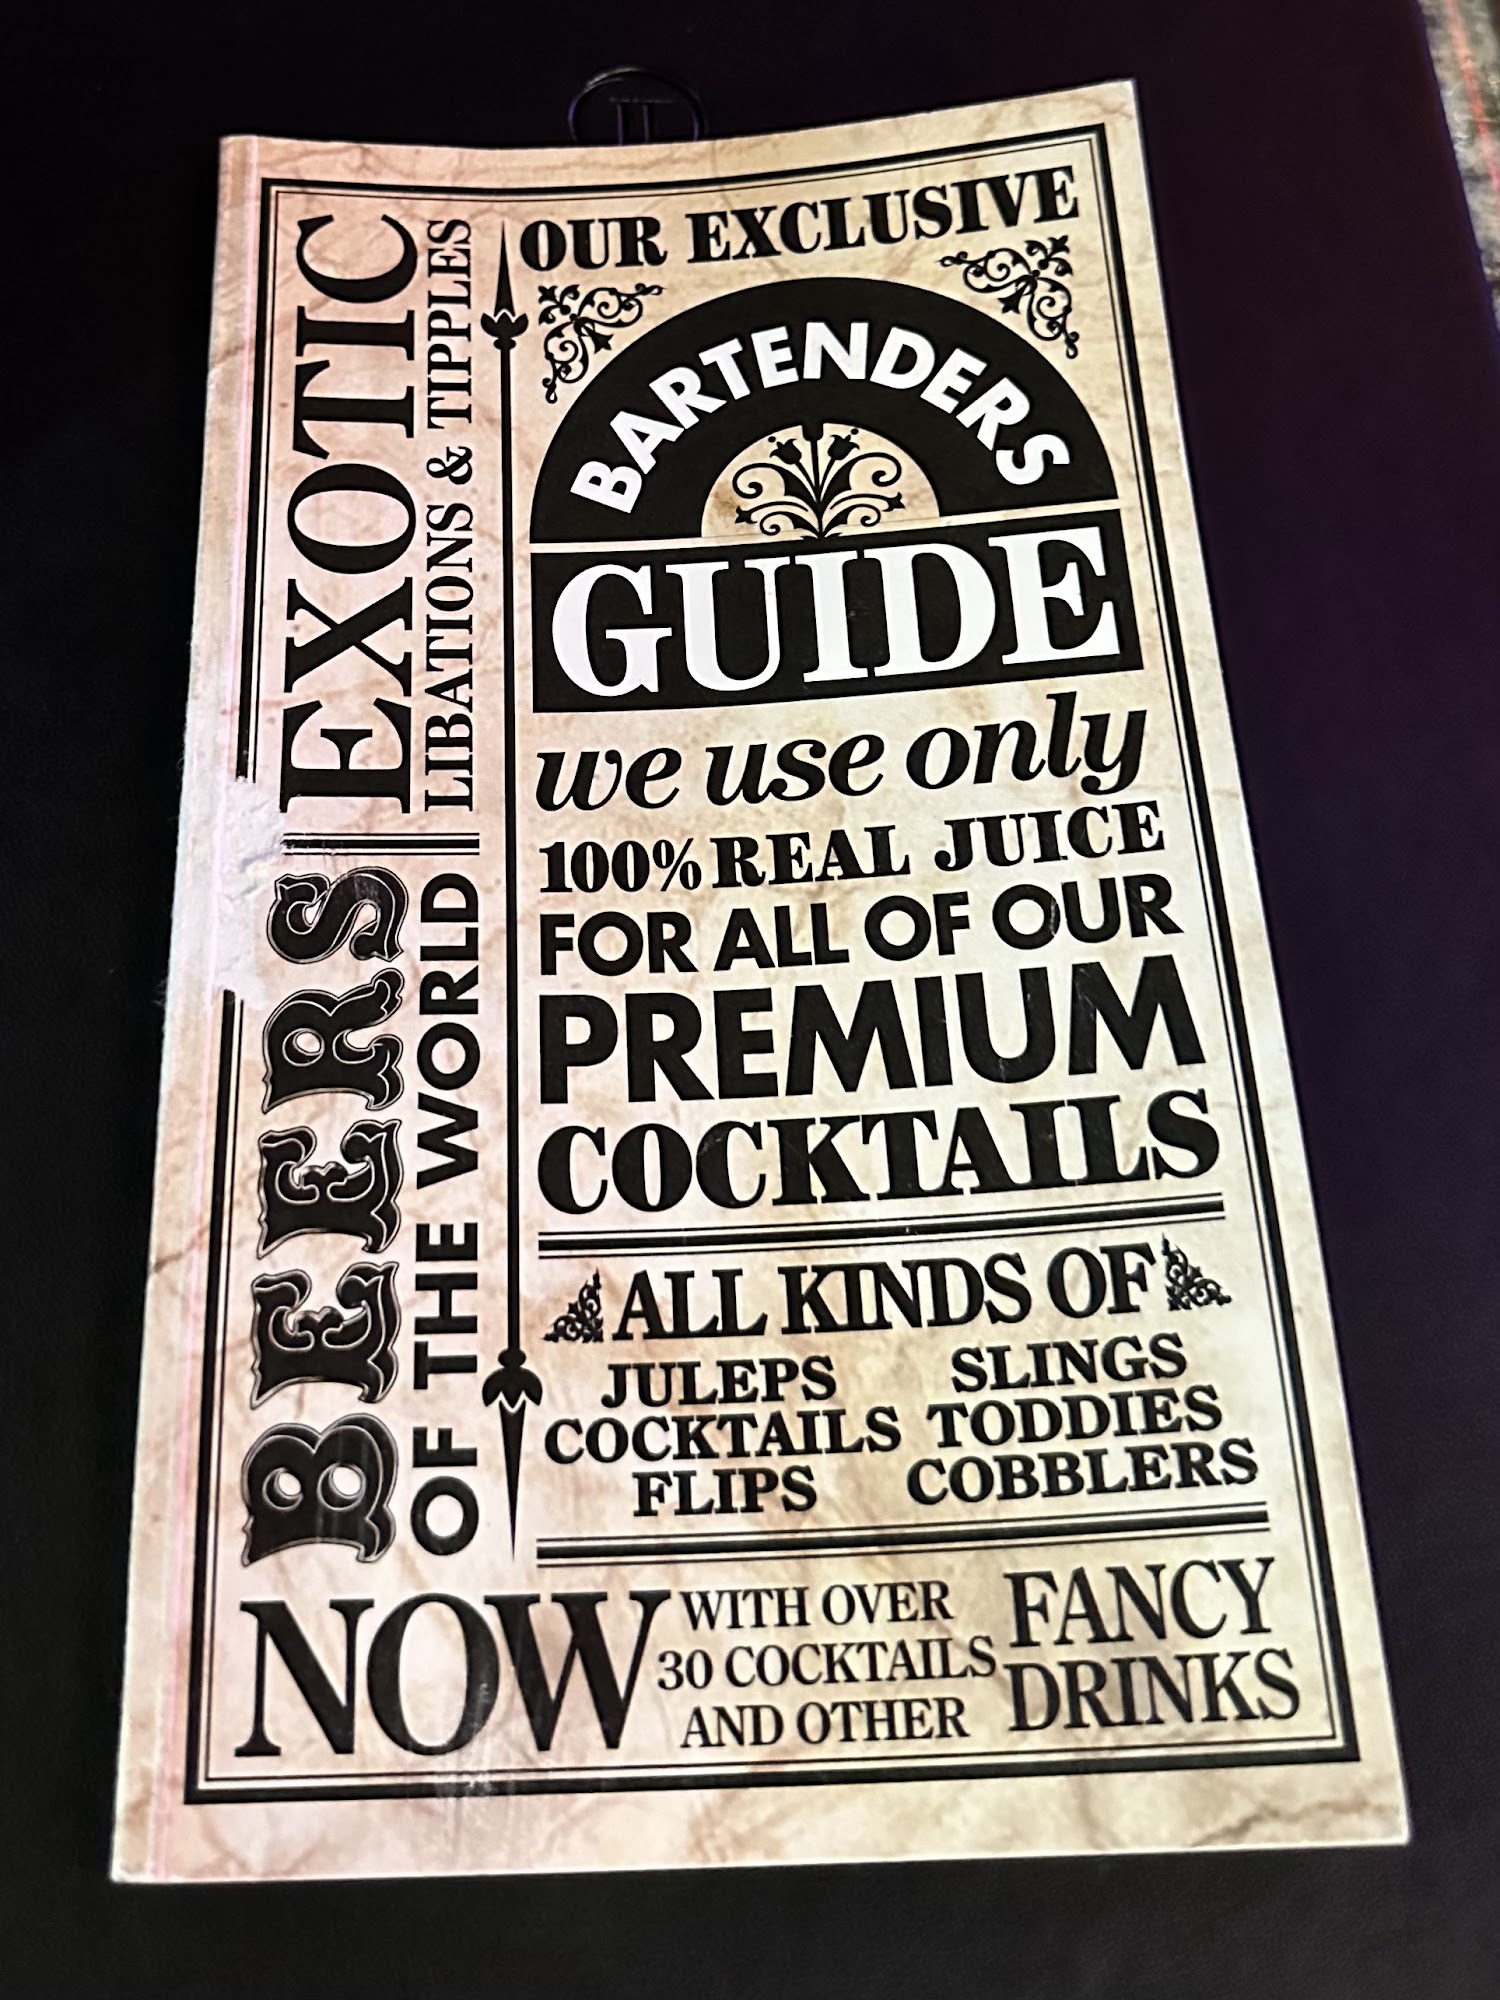 EXOTIC
LIBATIONS & TIPPLES
BEERS
OF THE WORLD
OUR EXCLUSIVE
BARTENDERS
GUIDE
we use only
100% REAL JUICE
FOR ALL OF OUR
PREMIUM
COCKTAILS
ALL KINDS OF
JULEPS
COCKTAILS
FLIPS
SLINGS
TODDIES
COBBLERS
NOW
WITH OVER
30 COCKTAILS
AND OTHER
FANCY
DRINKS